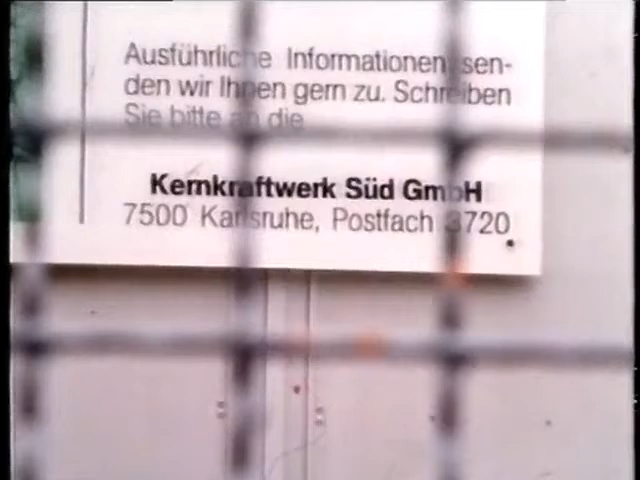 Ausführliche Informationen sen-
den wir Ihnen gern zu. Schreiben
Sie bitte an die
Kernkraftwerk Süd GmbH
7500 Karlsruhe, Postfach 3720